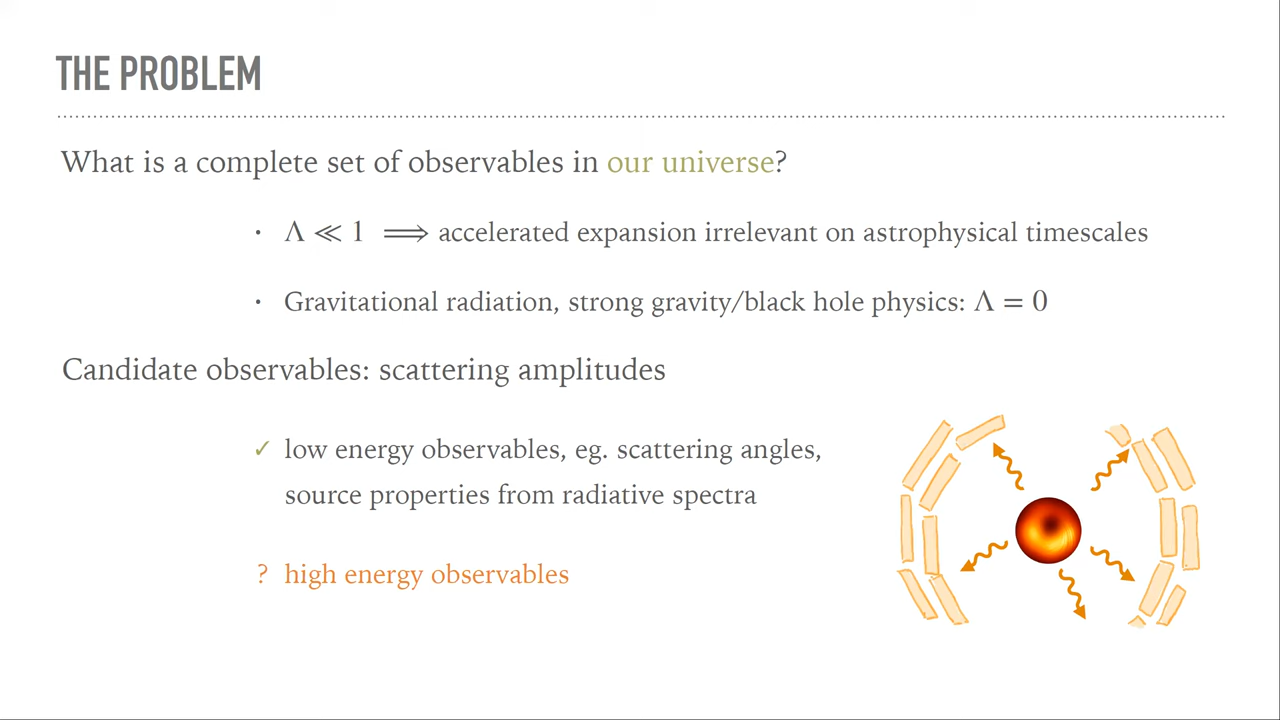 THE PROBLEM
What is a complete set of observables in our universe?
· Λ ≪ 1 ⟹ accelerated expansion irrelevant on astrophysical timescales
· Gravitational radiation, strong gravity/black hole physics: Λ = 0
Candidate observables: scattering amplitudes
✓ low energy observables, eg. scattering angles,
source properties from radiative spectra
? high energy observables